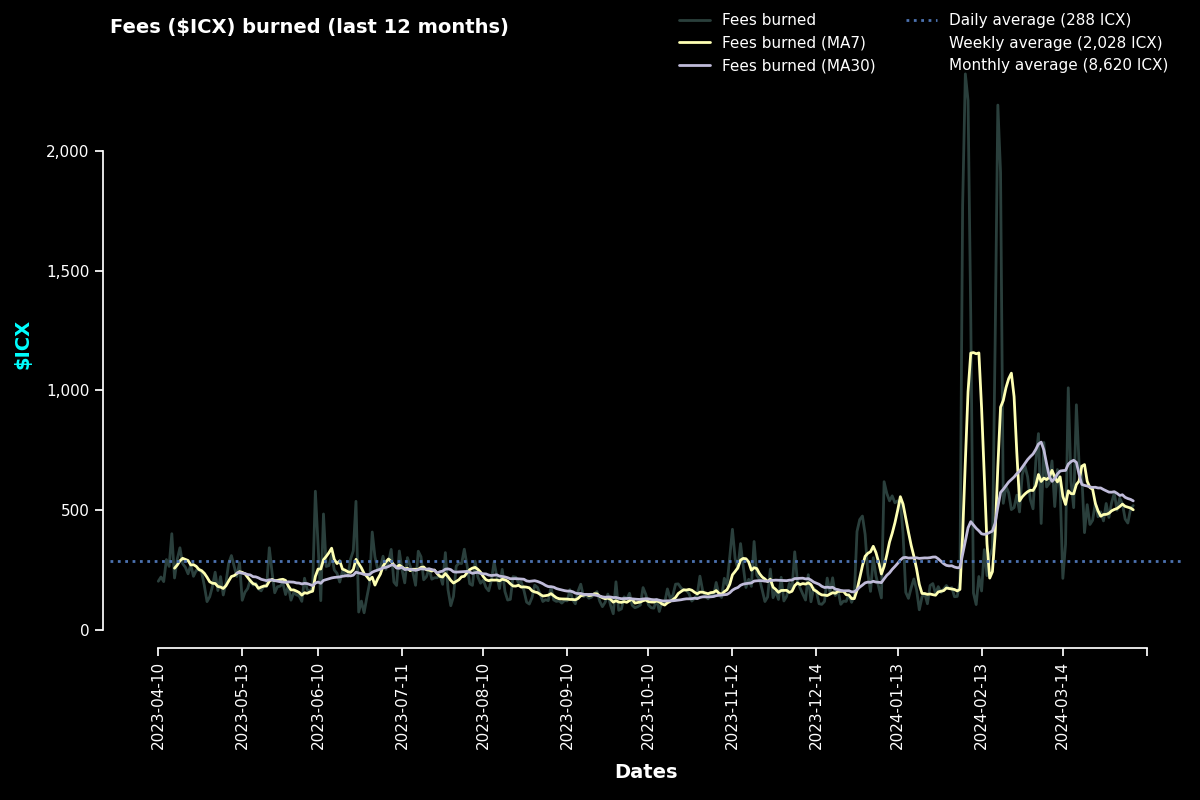 Fees ($ICX) burned (last 12 months)
Fees burned
Fees burned (MA7)
Fees burned (MA30)
Daily average (288 ICX)
Weekly average (2,028 ICX)
Monthly average (8,620 ICX)
2,000
1,500
1,000
500
0
$ICX
2023-04-10
2023-05-13
2023-06-10
2023-07-11
2023-08-10
2023-09-10
2023-10-10
2023-11-12
2023-12-14
2024-01-13
2024-02-13
2024-03-14
Dates